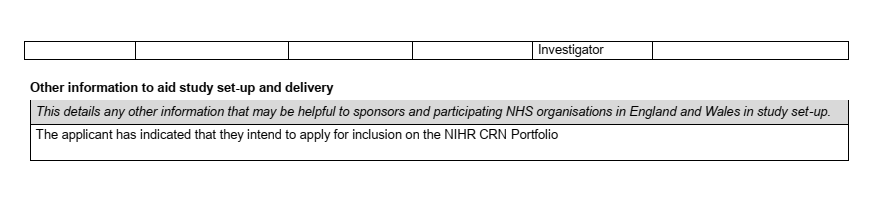 Investigator
Other information to aid study set-up and delivery
This details any other information that may be helpful to sponsors and participating NHS organisations in England and Wales in study set-up.
The applicant has indicated that they intend to apply for inclusion on the NIHR CRN Portfolio